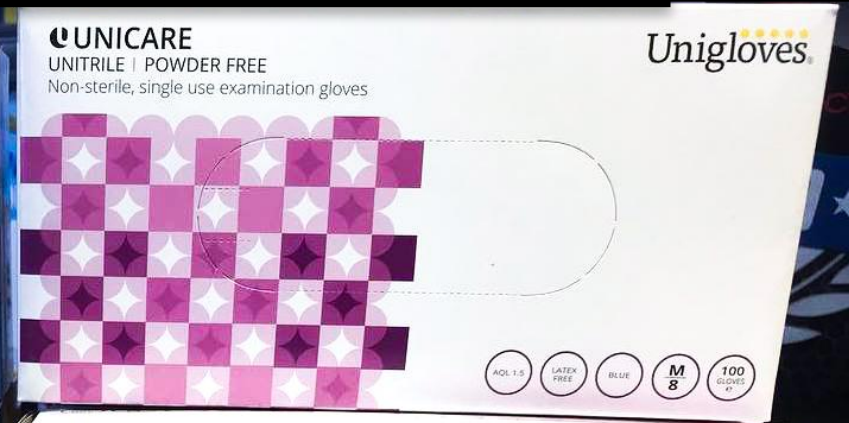 UNICARE
Unigloves
UNITRILE | POWDER FREE
Non-sterile, single use examination gloves
AQL 1.5
LATEX
FREE
BLUE
M
8
100
GLOVES
e